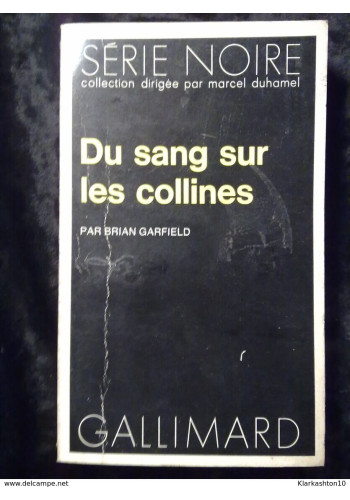 SÉRIE NOIRE
collection dirigée par marcel duhamel
Du sang sur
les collines
PAR BRIAN GARFIELD
GALLIMARD
©www.delcampe.net
Klarkashton10